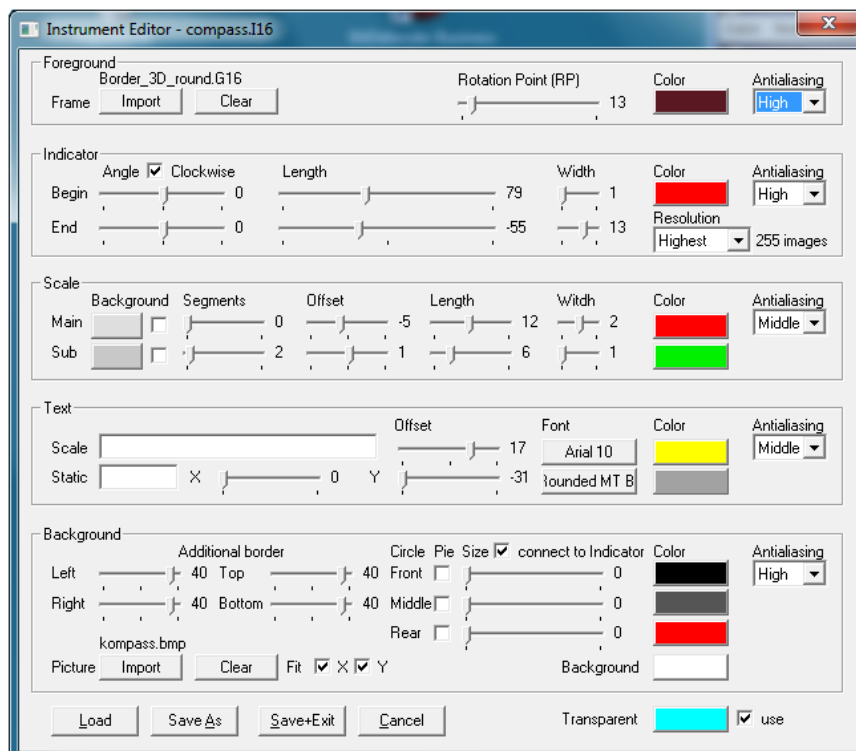 Instrument Editor - compass.I16
Foreground
Border_3D_round.G16 Rotation Point (RP) Color Antialiasing
Frame Import Clear 13 High
Indicator
Angle Clockwise Length Width Color Antialiasing
Begin 0 79 1 High
End 0 -55 13 Resolution
Highest 255 images
Scale
Background Segments Offset Length Witdh Color Antialiasing
Main 0 -5 12 2 Middle
Sub 2 1 6 1
Text
Offset Font Color Antialiasing
Scale 17 Arial 10 Middle
Static X 0 Y -31 Rounded MT B
Background
Additional border Circle Pie Size connect to Indicator Color Antialiasing
Left 40 Top 40 Front 0 High
Right 40 Bottom 40 Middle 0
Rear 0
kompass.bmp
Picture Import Clear Fit X Y Background
Load Save As Save+Exit Cancel Transparent use